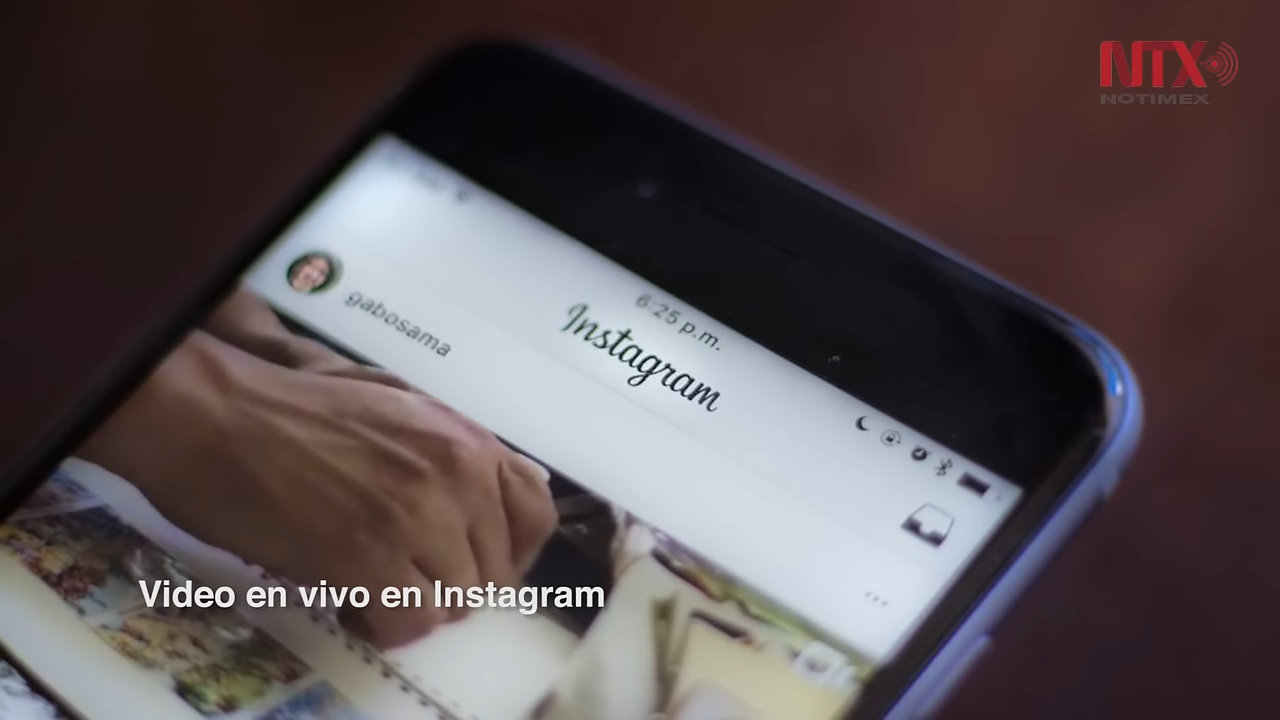 NTX
NOTIMEX
6:25 p.m.
Instagram
gabosama
Video en vivo en Instagram